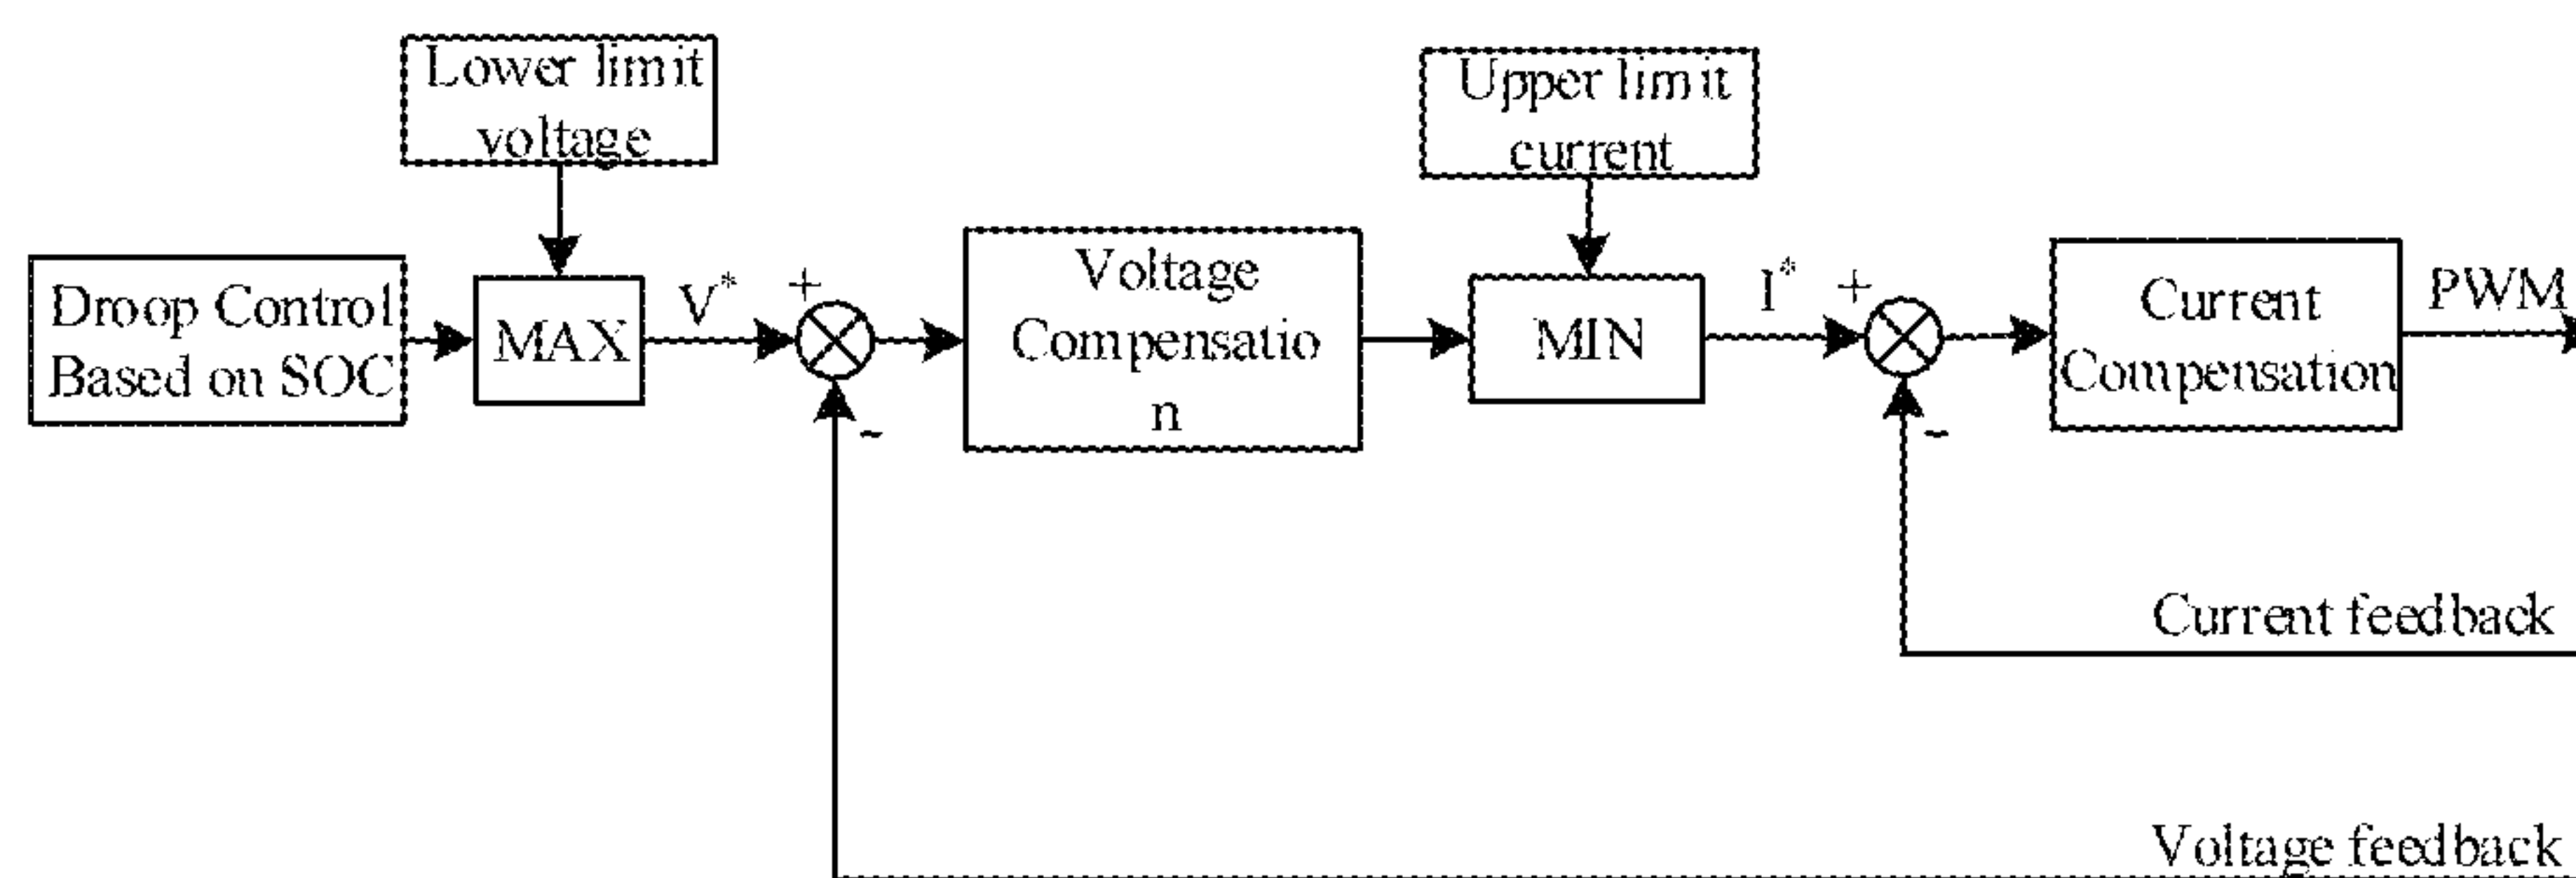 Lower limit
voltage
Upper limit
current
Droop Control
Based on SOC
MAX
V*
+
-
Voltage
Compensatio
n
MIN
I*
+
-
Current
Compensation
PWM
Current feedback
Voltage feedback